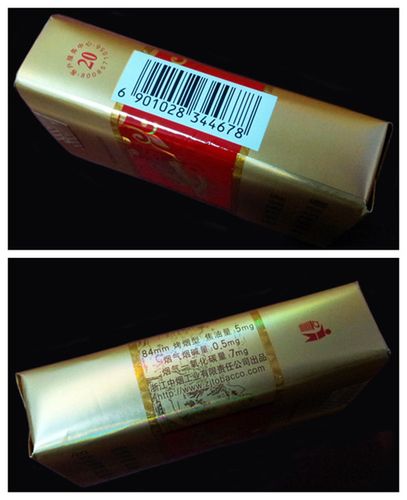 20
6 901028 344678
84mm 烤烟型 焦油量:5mg
烟气烟碱量:0.5mg
烟气一氧化碳量:7mg
浙江中烟工业有限责任公司出品
http://www.zjtobacco.com